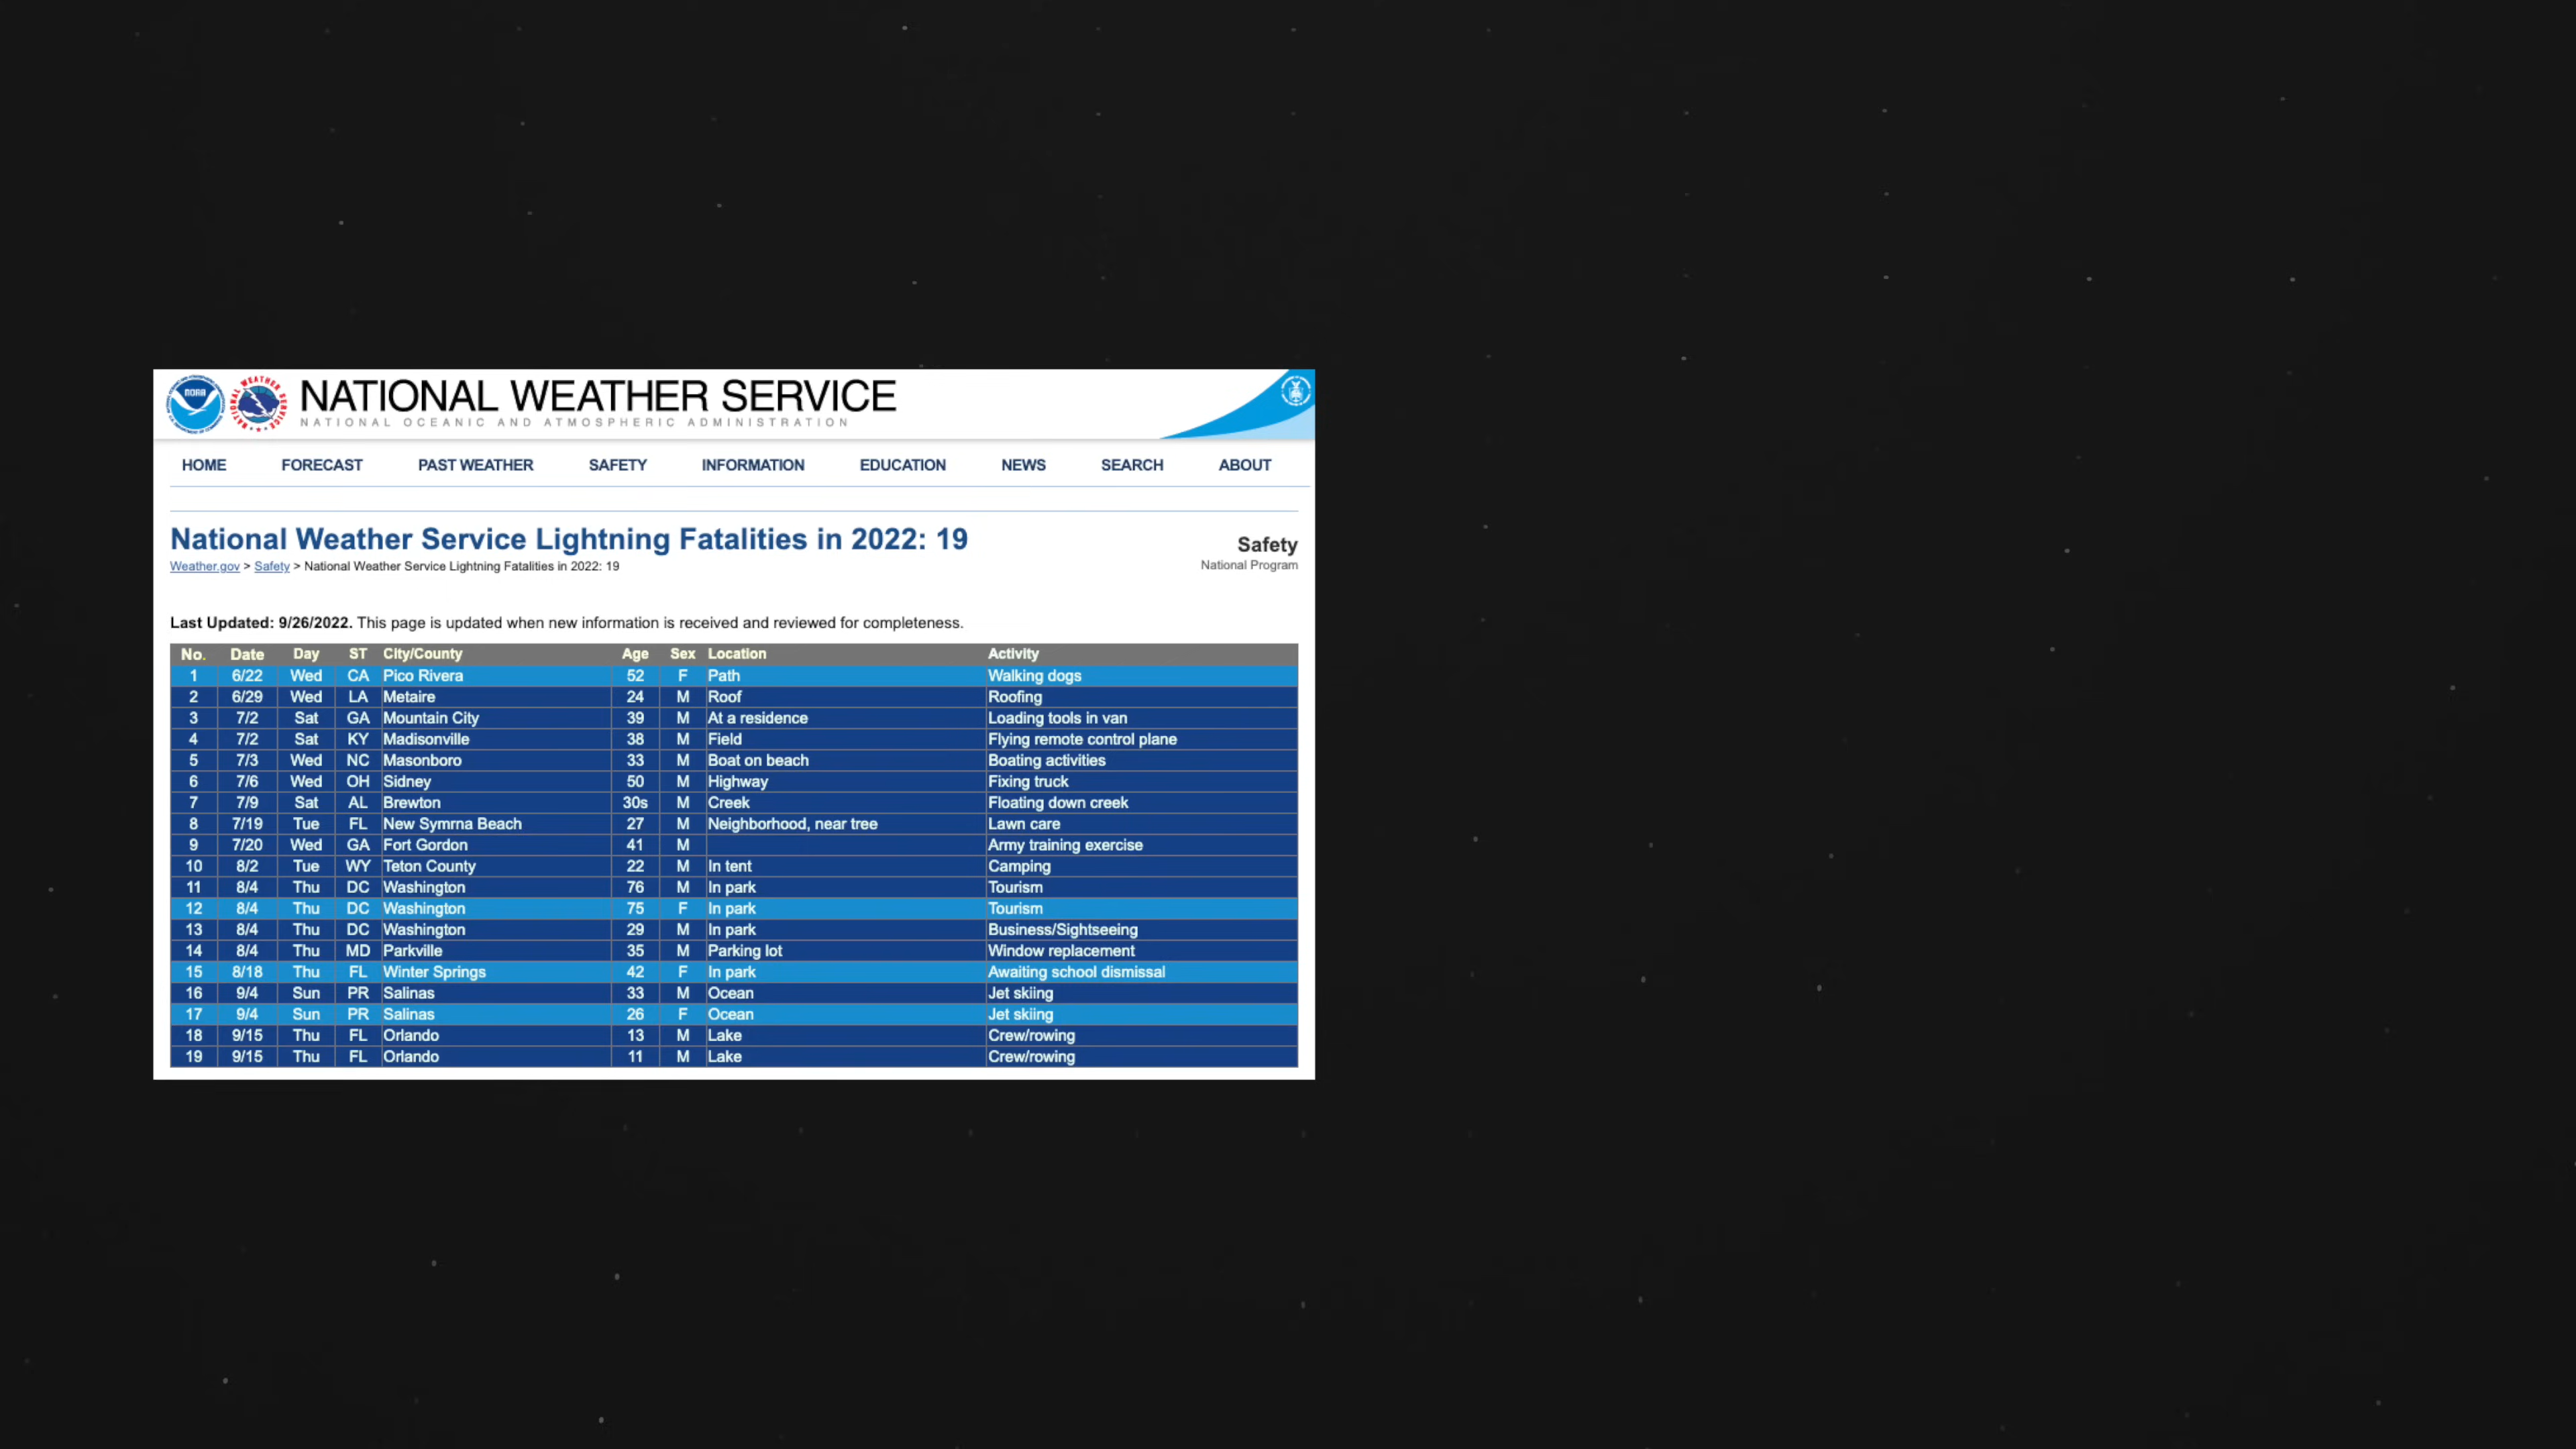 NOAA
NATIONAL WEATHER SERVICE
NATIONAL OCEANIC AND ATMOSPHERIC ADMINISTRATION
HOME FORECAST PAST WEATHER SAFETY INFORMATION EDUCATION NEWS SEARCH ABOUT
National Weather Service Lightning Fatalities in 2022: 19
Safety
Weather.gov > Safety > National Weather Service Lightning Fatalities in 2022: 19
National Program
Last Updated: 9/26/2022. This page is updated when new information is received and reviewed for completeness.
No. Date Day ST City/County Age Sex Location Activity
1 6/22 Wed CA Pico Rivera 52 F Path Walking dogs
2 6/29 Wed LA Metaire 24 M Roof Roofing
3 7/2 Sat GA Mountain City 39 M At a residence Loading tools in van
4 7/2 Sat KY Madisonville 38 M Field Flying remote control plane
5 7/3 Wed NC Masonboro 33 M Boat on beach Boating activities
6 7/6 Wed OH Sidney 50 M Highway Fixing truck
7 7/9 Sat AL Brewton 30s M Creek Floating down creek
8 7/19 Tue FL New Symrna Beach 27 M Neighborhood, near tree Lawn care
9 7/20 Wed GA Fort Gordon 41 M Army training exercise
10 8/2 Tue WY Teton County 22 M In tent Camping
11 8/4 Thu DC Washington 76 M In park Tourism
12 8/4 Thu DC Washington 75 F In park Tourism
13 8/4 Thu DC Washington 29 M In park Business/Sightseeing
14 8/4 Thu MD Parkville 35 M Parking lot Window replacement
15 8/18 Thu FL Winter Springs 42 F In park Awaiting school dismissal
16 9/4 Sun PR Salinas 33 M Ocean Jet skiing
17 9/4 Sun PR Salinas 26 F Ocean Jet skiing
18 9/15 Thu FL Orlando 13 M Lake Crew/rowing
19 9/15 Thu FL Orlando 11 M Lake Crew/rowing